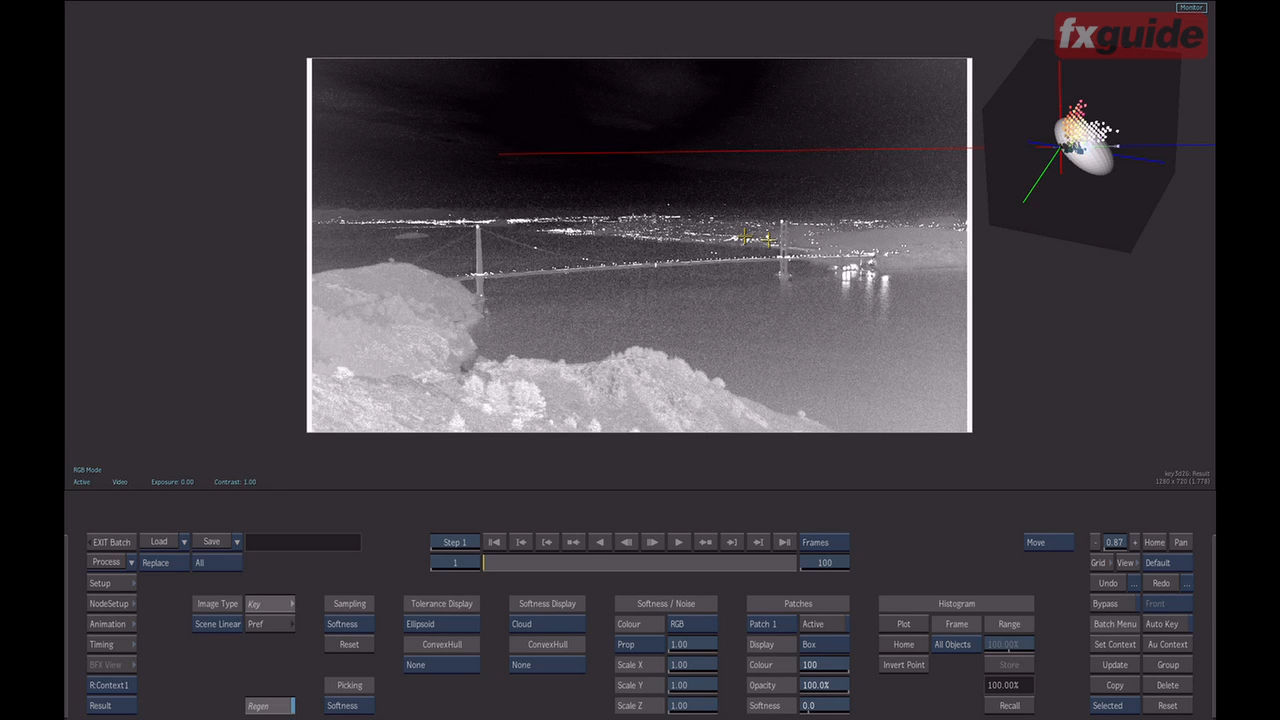 Monitor
fxguide
RGB Mode
Active Video Exposure: 0.00 Contrast: 1.00
key3d20: Result
1280 x 720 (1.778)
EXIT Batch Load Save Step 1 Frames Move - 0.87 + Home Pan
Process Replace All 1 100 Grid View Default
Setup Undo ... Redo ...
NodeSetup Image Type Key Sampling Tolerance Display Softness Display Softness / Noise Patches Histogram Bypass Front
Animation Scene Linear Pref Softness Ellipsoid Cloud Colour RGB Patch 1 Active Plot Frame Range Batch Menu Auto Key
Timing Reset ConvexHull ConvexHull Prop 1.00 Display Box Home All Objects 100.00% Set Context Au Context
BFX View None None Scale X 1.00 Colour 100 Invert Point Store Update Group
R:Context1 Picking Scale Y 1.00 Opacity 100.0% 100.00% Copy Delete
Result Regen Softness Scale Z 1.00 Softness 0.0 Recall Selected Reset